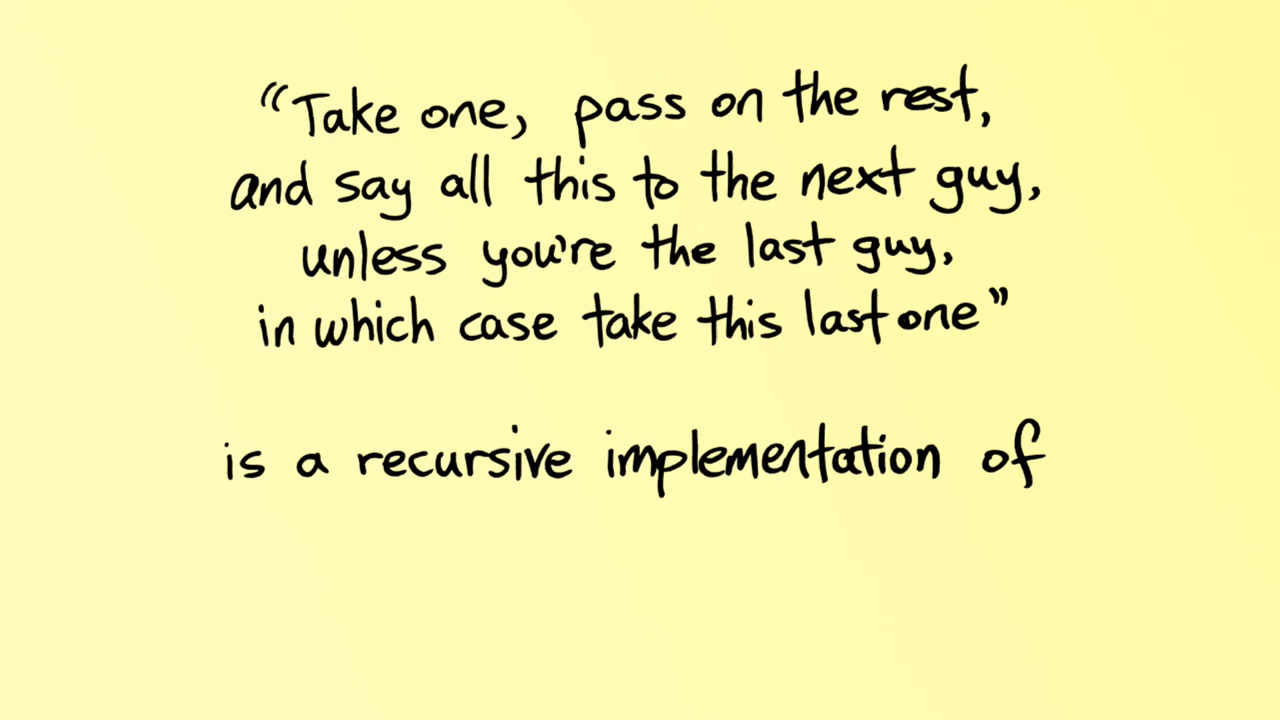 “Take one, pass on the rest,
and say all this to the next guy,
unless you're the last guy,
in which case take this last one”
is a recursive implementation of